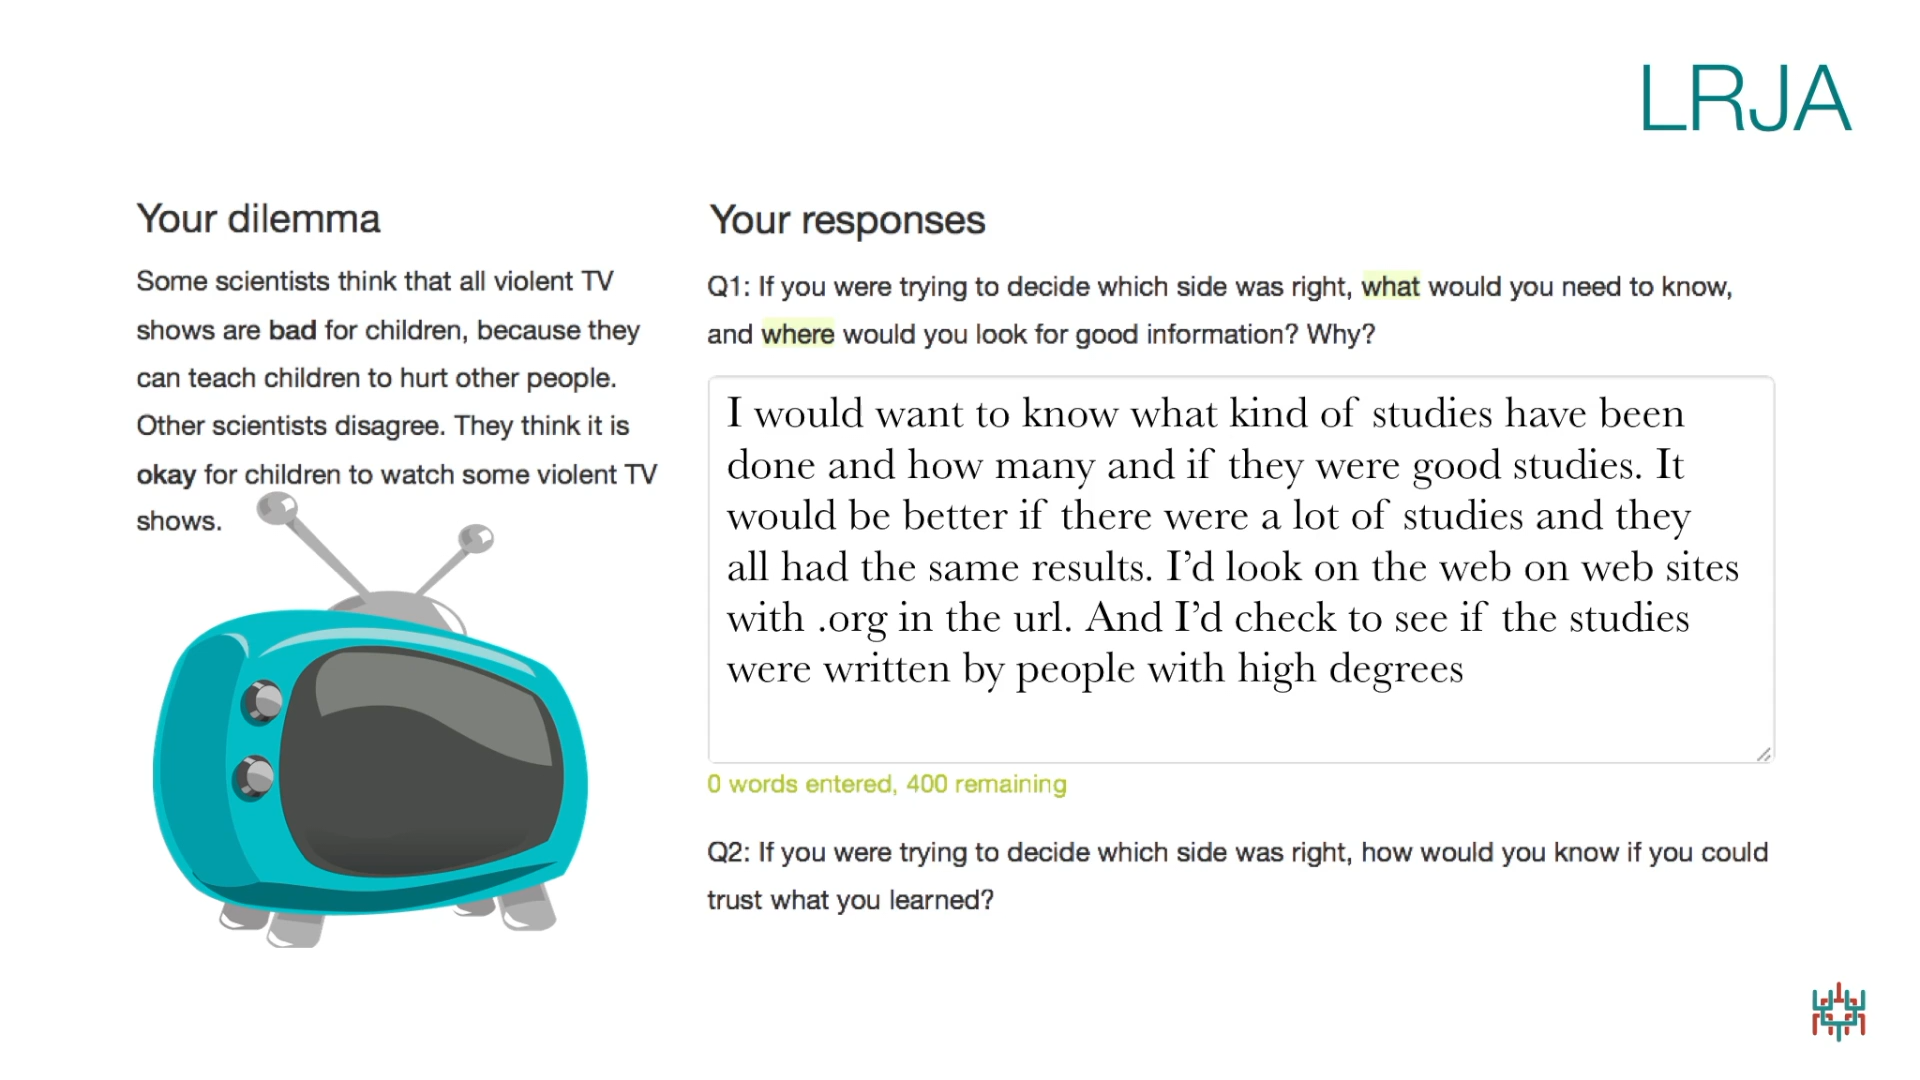 LRJA
Your dilemma
Some scientists think that all violent TV
shows are bad for children, because they
can teach children to hurt other people.
Other scientists disagree. They think it is
okay for children to watch some violent TV
shows.
Your responses
Q1: If you were trying to decide which side was right, what would you need to know,
and where would you look for good information? Why?
I would want to know what kind of studies have been
done and how many and if they were good studies. It
would be better if there were a lot of studies and they
all had the same results. I’d look on the web on web sites
with .org in the url. And I’d check to see if the studies
were written by people with high degrees
0 words entered, 400 remaining
Q2: If you were trying to decide which side was right, how would you know if you could
trust what you learned?